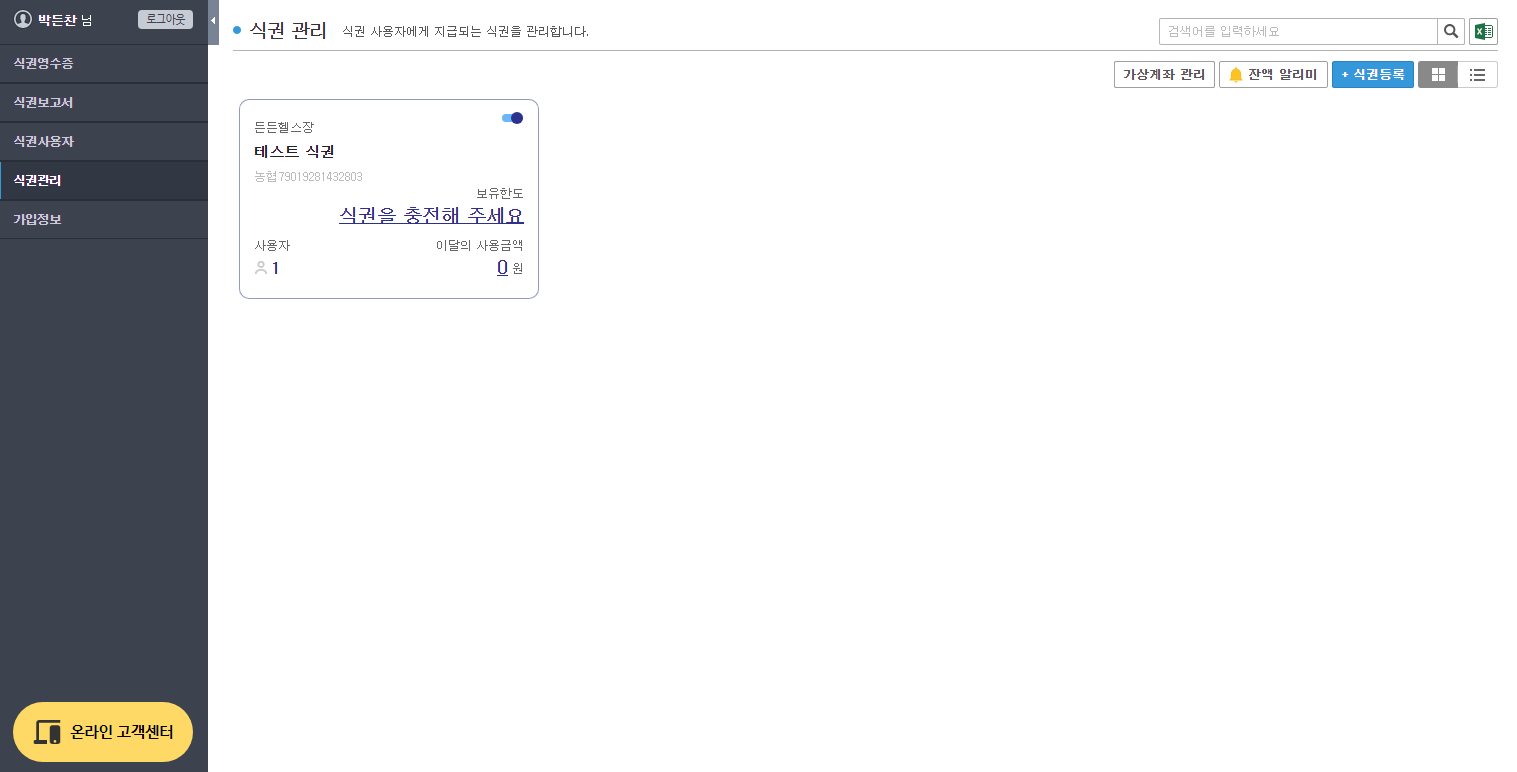 박든찬 님
로그아웃
식권영수증
식권보고서
식권사용자
식권관리
가입정보
온라인 고객센터
식권 관리 식권 사용자에게 지급되는 식권을 관리합니다.
검색어를 입력하세요
가상계좌 관리
잔액 알리미
+ 식권등록
든든헬스장
테스트 식권
농협79019281432803
보유한도
식권을 충전해 주세요
사용자 이달의 사용금액
1 0 원